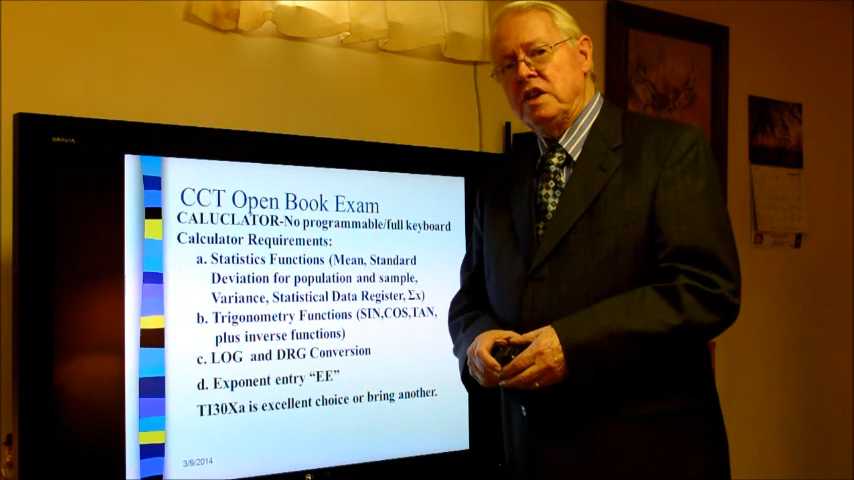 BRAVIA
CCT Open Book Exam
CALUCLATOR-No programmable/full keyboard
Calculator Requirements:
a. Statistics Functions (Mean, Standard
Deviation for population and sample,
Variance, Statistical Data Register, Σx)
b. Trigonometry Functions (SIN,COS,TAN,
plus inverse functions)
c. LOG and DRG Conversion
d. Exponent entry “EE”
TI30Xa is excellent choice or bring another.
3/9/2014